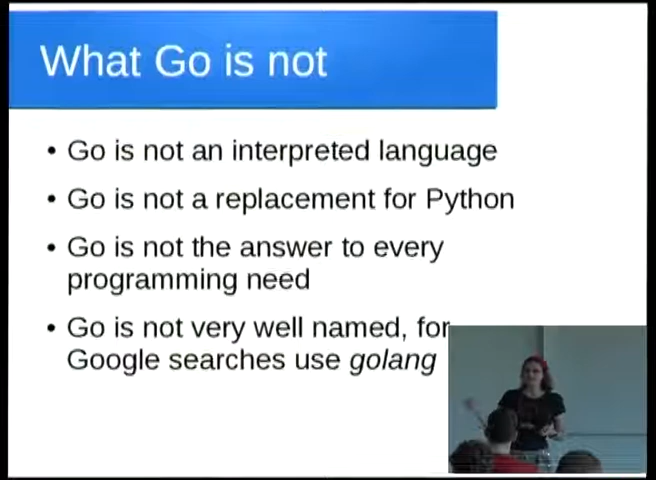 What Go is not
• Go is not an interpreted language
• Go is not a replacement for Python
• Go is not the answer to every
programming need
• Go is not very well named, for
Google searches use golang